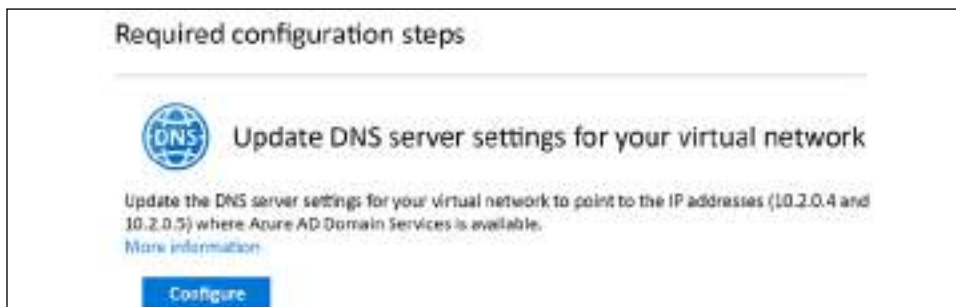 Required configuration steps
DNS
Update DNS server settings for your virtual network
Update the DNS server settings for your virtual network to point to the IP addresses (10.2.0.4 and
10.2.0.5) where Azure AD Domain Services is available.
More information
Configure